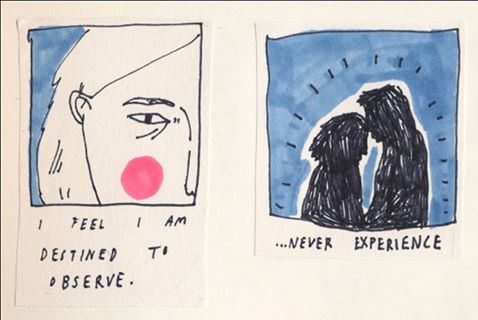 I FEEL I AM
DESTINED TO
OBSERVE.
...NEVER EXPERIENCE